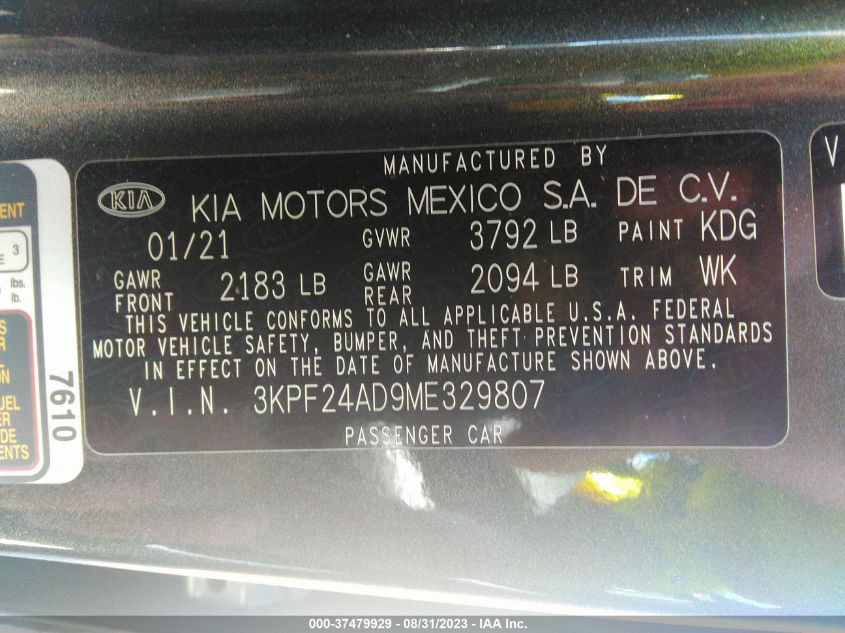 MANUFACTURED BY
KIA KIA MOTORS MEXICO S.A. DE C.V.
01/21 GVWR 3792 LB PAINT KDG
GAWR FRONT 2183 LB GAWR REAR 2094 LB TRIM WK
THIS VEHICLE CONFORMS TO ALL APPLICABLE U.S.A. FEDERAL
MOTOR VEHICLE SAFETY, BUMPER, AND THEFT PREVENTION STANDARDS
IN EFFECT ON THE DATE OF MANUFACTURE SHOWN ABOVE.
V.I.N. 3KPF24AD9ME329807
PASSENGER CAR
3
lbs.
lb.
7610
V
000-37479929 - 08/31/2023 - IAA Inc.